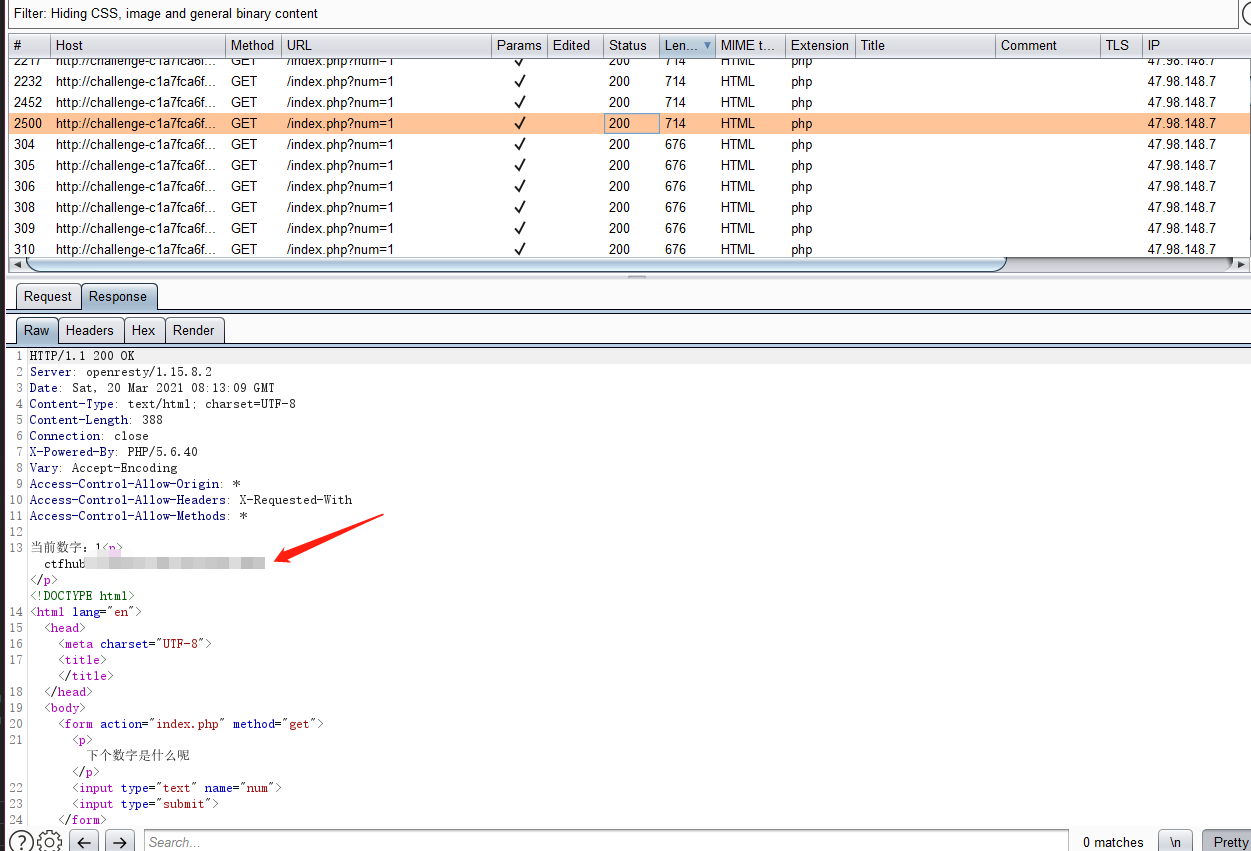 Filter: Hiding CSS, image and general binary content
# Host Method URL Params Edited Status Len... MIME t... Extension Title Comment TLS IP
2217 http://challenge-c1a7fca6f... GET /index.php?num=1 ✓ 200 714 HTML php 47.98.148.7
2232 http://challenge-c1a7fca6f... GET /index.php?num=1 ✓ 200 714 HTML php 47.98.148.7
2452 http://challenge-c1a7fca6f... GET /index.php?num=1 ✓ 200 714 HTML php 47.98.148.7
2500 http://challenge-c1a7fca6f... GET /index.php?num=1 ✓ 200 714 HTML php 47.98.148.7
304 http://challenge-c1a7fca6f... GET /index.php?num=1 ✓ 200 676 HTML php 47.98.148.7
305 http://challenge-c1a7fca6f... GET /index.php?num=1 ✓ 200 676 HTML php 47.98.148.7
306 http://challenge-c1a7fca6f... GET /index.php?num=1 ✓ 200 676 HTML php 47.98.148.7
308 http://challenge-c1a7fca6f... GET /index.php?num=1 ✓ 200 676 HTML php 47.98.148.7
309 http://challenge-c1a7fca6f... GET /index.php?num=1 ✓ 200 676 HTML php 47.98.148.7
310 http://challenge-c1a7fca6f... GET /index.php?num=1 ✓ 200 676 HTML php 47.98.148.7
Request Response
Raw Headers Hex Render
1 HTTP/1.1 200 OK
2 Server: openresty/1.15.8.2
3 Date: Sat, 20 Mar 2021 08:13:09 GMT
4 Content-Type: text/html; charset=UTF-8
5 Content-Length: 388
6 Connection: close
7 X-Powered-By: PHP/5.6.40
8 Vary: Accept-Encoding
9 Access-Control-Allow-Origin: *
10 Access-Control-Allow-Headers: X-Requested-With
11 Access-Control-Allow-Methods: *
12
13 当前数字：1<p>
ctfhub
</p>
<!DOCTYPE html>
14 <html lang="en">
15 <head>
16 <meta charset="UTF-8">
17 <title>
</title>
18 </head>
19 <body>
20 <form action="index.php" method="get">
21 <p>
下个数字是什么呢
</p>
22 <input type="text" name="num">
23 <input type="submit">
24 </form>
? Search... 0 matches \n Pretty